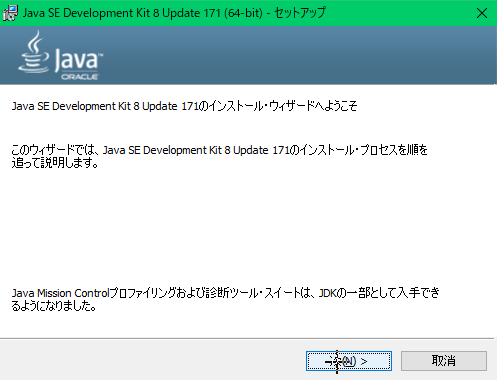 Java SE Development Kit 8 Update 171 (64-bit) - セットアップ
Java
ORACLE
Java SE Development Kit 8 Update 171のインストール・ウィザードへようこそ
このウィザードでは、Java SE Development Kit 8 Update 171のインストール・プロセスを順を
追って説明します。
Java Mission Controlプロファイリングおよび診断ツール・スイートは、JDKの一部として入手でき
るようになりました。
次(N) >
取消